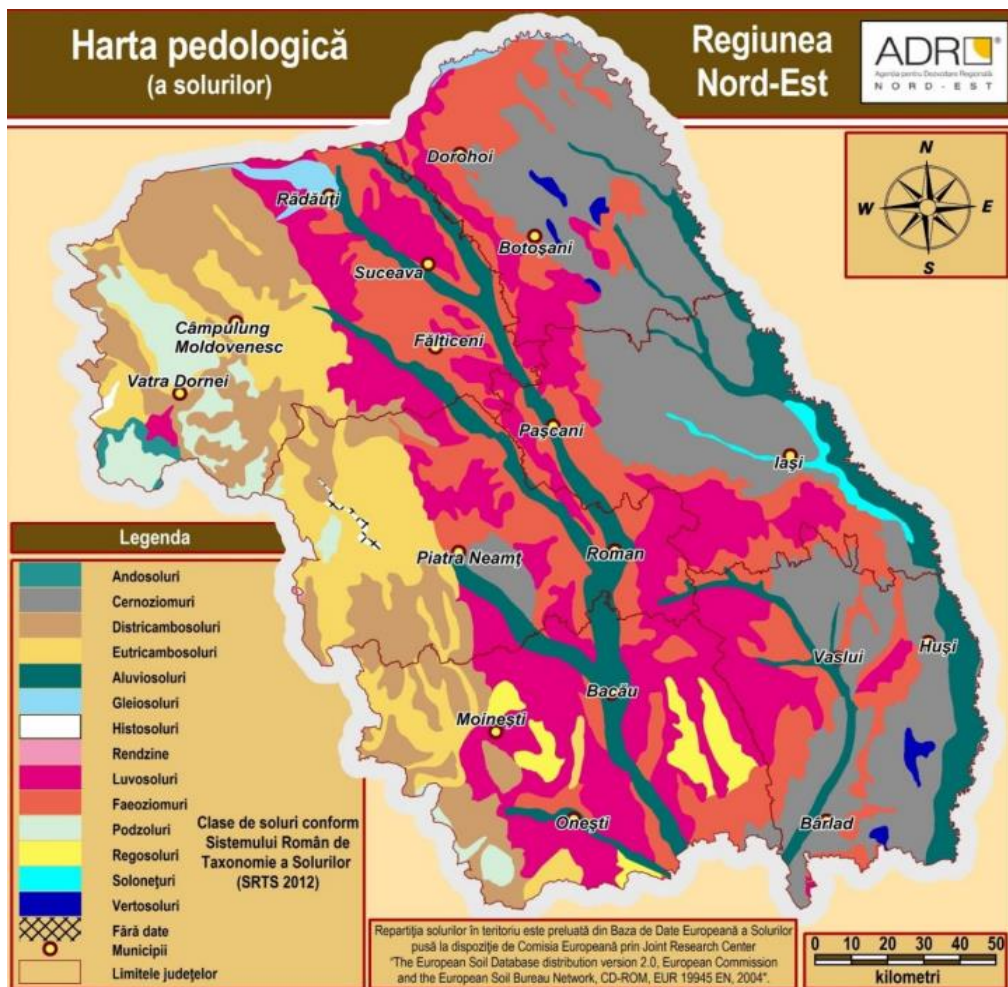 Harta pedologică
(a solurilor)
Regiunea
Nord-Est
ADR
®
Agenția pentru Dezvoltare Regională
NORD-EST
N
W
E
S
Dorohoi
Rădăuți
Botoșani
Suceava
Câmpulung
Moldovenesc
Fălticeni
Vatra Dornei
Pașcani
Iași
Piatra Neamț
Roman
Vaslui
Huși
Bacău
Moinești
Onești
Bârlad
Legenda
Andosoluri
Cernoziomuri
Districambosoluri
Eutricambosoluri
Aluviosoluri
Gleiosoluri
Histosoluri
Rendzine
Luvosoluri
Faeoziomuri
Podzoluri
Regosoluri
Solonețuri
Vertosoluri
Fără date
Municipii
Limitele județelor
Clase de soluri conform
Sistemului Român de
Taxonomie a Solurilor
(SRTS 2012)
Repartiția solurilor în teritoriu este preluată din Baza de Date Europeană a Solurilor
pusă la dispoziție de Comisia Europeană prin Joint Research Center
"The European Soil Database distribution version 2.0, European Commission
and the European Soil Bureau Network, CD-ROM, EUR 19945 EN, 2004".
0 10 20 30 40 50
kilometri